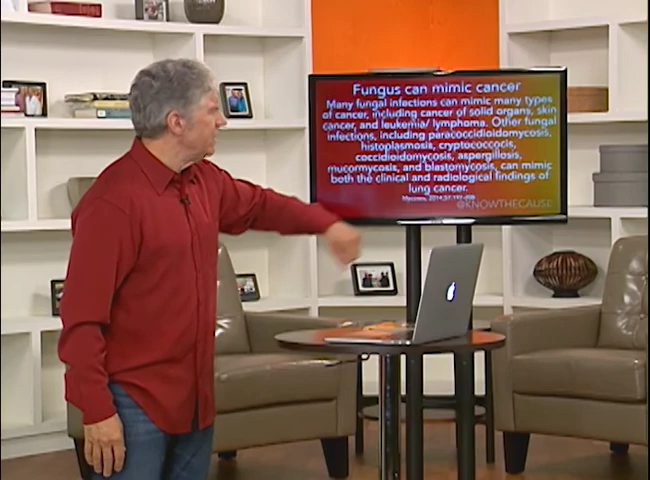 Fungus can mimic cancer
Many fungal infections can mimic many types
of cancer, including cancer of solid organs, skin
cancer, and leukemia/ lymphoma. Other fungal
infections, including paracoccidioidomycosis,
histoplasmosis, cryptococcocis,
coccidioidomycosis, aspergillosis,
mucormycosis, and blastomycosis, can mimic
both the clinical and radiological findings of
lung cancer.
@KNOWTHECAUSE